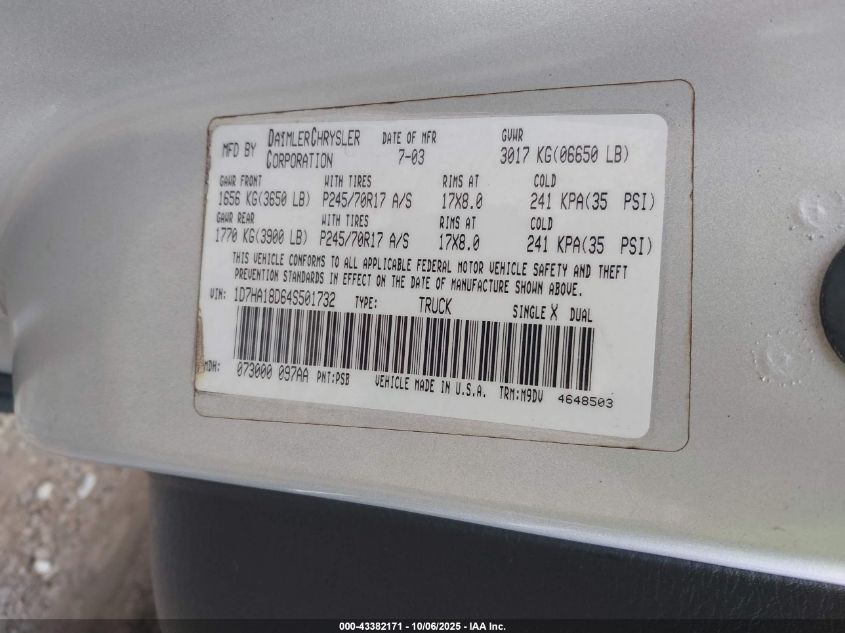 MFD BY DAIMLERCHRYSLER CORPORATION DATE OF MFR 7-03 GVWR 3017 KG(06650 LB)
GAWR FRONT WITH TIRES RIMS AT COLD
1656 KG(3650 LB) P245/70R17 A/S 17X8.0 241 KPA(35 PSI)
GAWR REAR WITH TIRES RIMS AT COLD
1770 KG(3900 LB) P245/70R17 A/S 17X8.0 241 KPA(35 PSI)
THIS VEHICLE CONFORMS TO ALL APPLICABLE FEDERAL MOTOR VEHICLE SAFETY AND THEFT
PREVENTION STANDARDS IN EFFECT ON THE DATE OF MANUFACTURE SHOWN ABOVE.
VIN: 1D7HA18D64S501732 TYPE: TRUCK SINGLE X DUAL
MDH: 073000 097AA PNT:PSB VEHICLE MADE IN U.S.A. TRM:M9DV 4648503
000-43382171 - 10/06/2025 - IAA Inc.